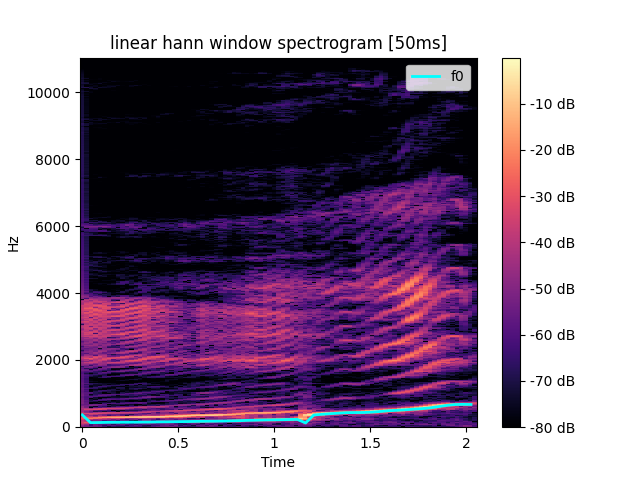 linear hann window spectrogram [50ms]
f0
10000
8000
6000
4000
2000
0
Hz
0
0.5
1
1.5
2
Time
-10 dB
-20 dB
-30 dB
-40 dB
-50 dB
-60 dB
-70 dB
-80 dB